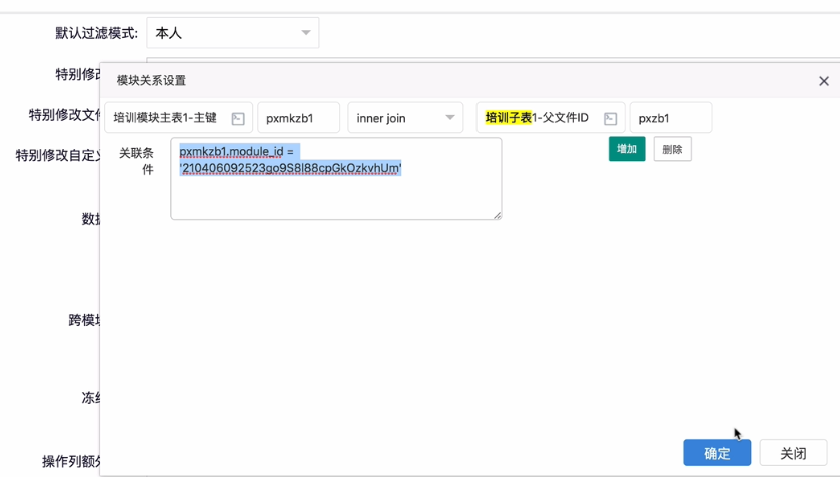 默认过滤模式: 本人
特别修改
模块关系设置
培训模块主表1-主键 pxmkzb1 inner join 培训子表1-父文件ID pxzb1
特别修改文件
特别修改自定义
关联条件
pxmkzb1.module_id =
'210406092523go9S8l88cpGkOzkvhUm'
增加 删除
数据
跨模块
冻结
操作列额外
确定 关闭